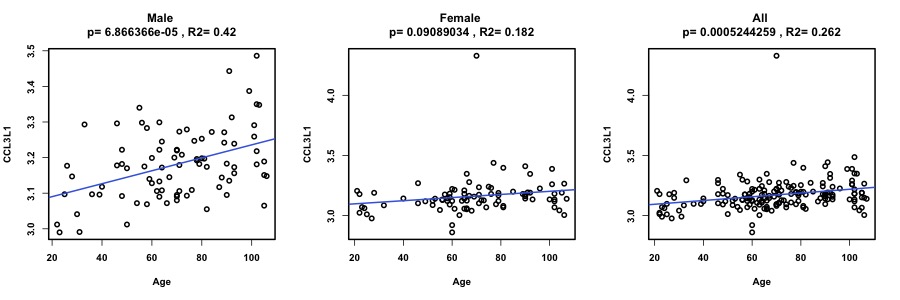 Male
p= 6.866366e-05 , R2= 0.42
CCL3L1
3.5
3.4
3.3
3.2
3.1
3.0
20 40 60 80 100
Age
Female
p= 0.09089034 , R2= 0.182
CCL3L1
4.0
3.5
3.0
20 40 60 80 100
Age
All
p= 0.0005244259 , R2= 0.262
CCL3L1
4.0
3.5
3.0
20 40 60 80 100
Age